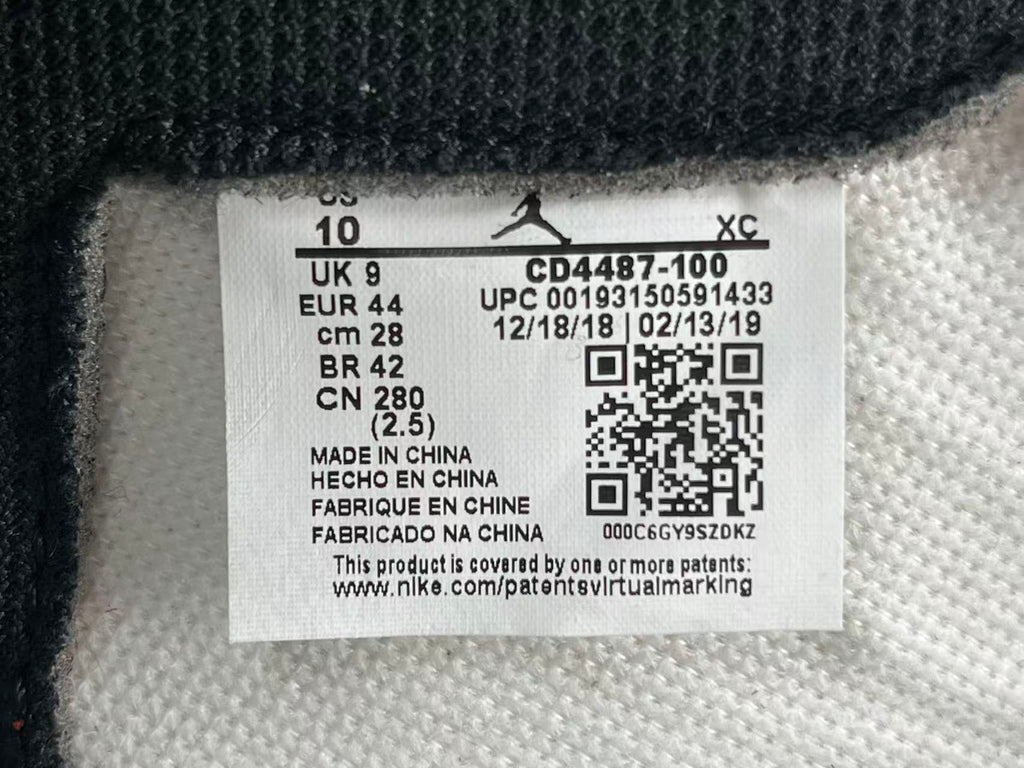 US
10 XC
UK 9 CD4487-100
EUR 44 UPC 00193150591433
cm 28 12/18/18 | 02/13/19
BR 42
CN 280
(2.5)
MADE IN CHINA
HECHO EN CHINA
FABRIQUE EN CHINE
FABRICADO NA CHINA 000C6GY9SZDKZ
This product is covered by one or more patents:
www.nike.com/patentsvirtualmarking